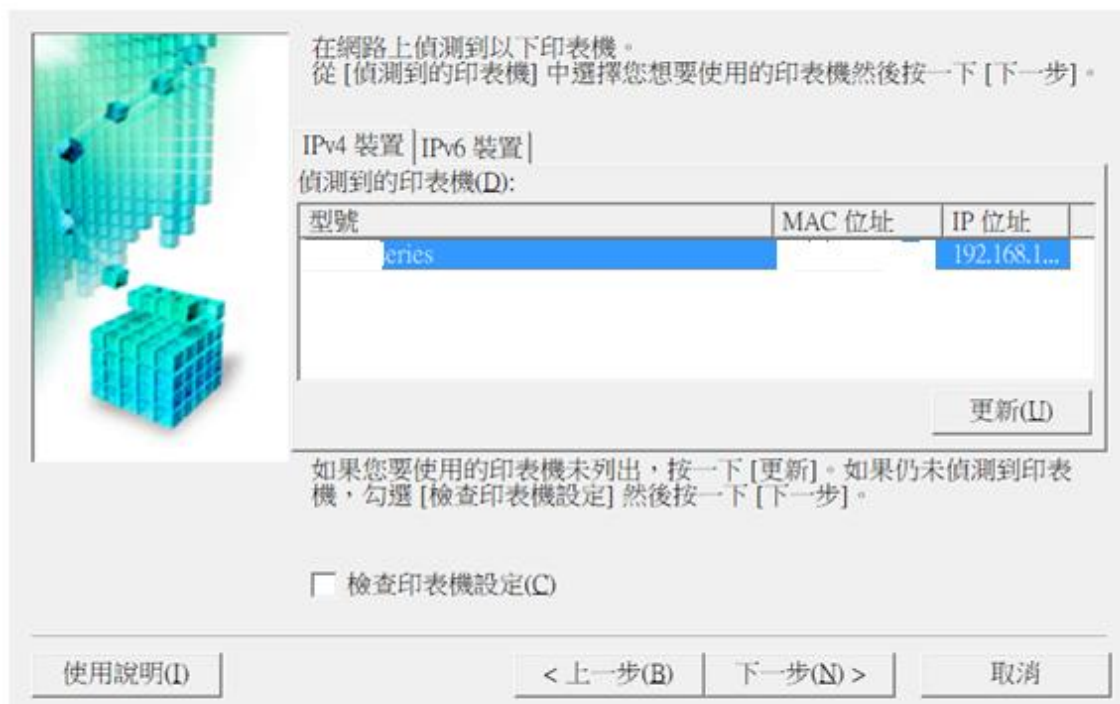 在網路上偵測到以下印表機。
從 [偵測到的印表機] 中選擇您想要使用的印表機然後按一下 [下一步]。
IPv4 裝置 IPv6 裝置
偵測到的印表機(D):
型號 MAC 位址 IP 位址
eries 192.168.1...
更新(U)
如果您要使用的印表機未列出，按一下 [更新]。如果仍未偵測到印表
機，勾選 [檢查印表機設定] 然後按一下 [下一步]。
檢查印表機設定(C)
使用說明(I) < 上一步(B) 下一步(N) > 取消